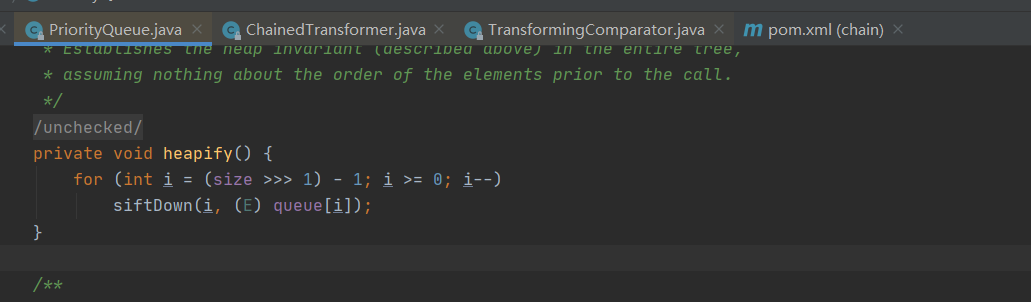 PriorityQueue.java × ChainedTransformer.java × TransformingComparator.java × pom.xml (chain) ×
* Establishes the heap invariant (described above) in the entire tree,
* assuming nothing about the order of the elements prior to the call.
*/
/unchecked/
private void heapify() {
for (int i = (size >>> 1) - 1; i >= 0; i--)
siftDown(i, (E) queue[i]);
}
/**